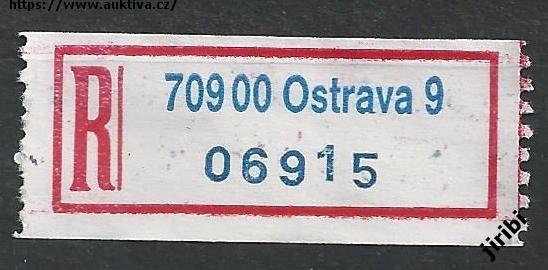 https://www.auktiva.cz/
R
709 00 Ostrava 9
06915
jiribi